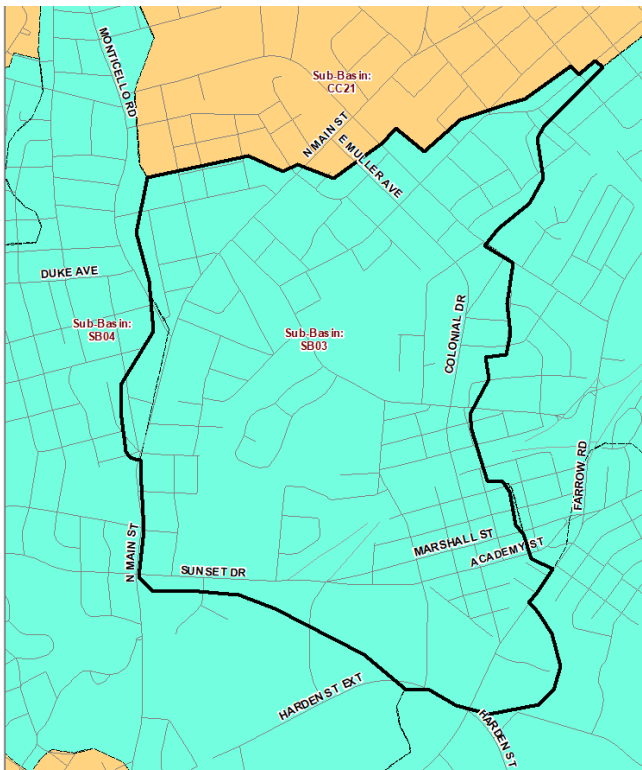 MONTICELLO RD
Sub-Basin:
CC21
N MAIN ST
E MULLER AVE
DUKE AVE
Sub-Basin:
SB04
Sub-Basin:
SB03
COLONIAL DR
FARROW RD
N MAIN ST
MARSHALL ST
ACADEMY ST
SUNSET DR
HARDEN ST EXT
HARDEN ST